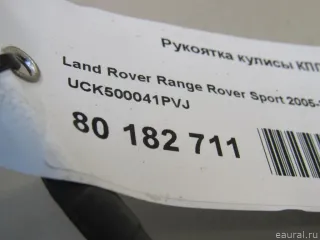 Рукоятка кулисы КПП
Land Rover Range Rover Sport 2005-
UCK500041PVJ
80 182 711
eaural.ru